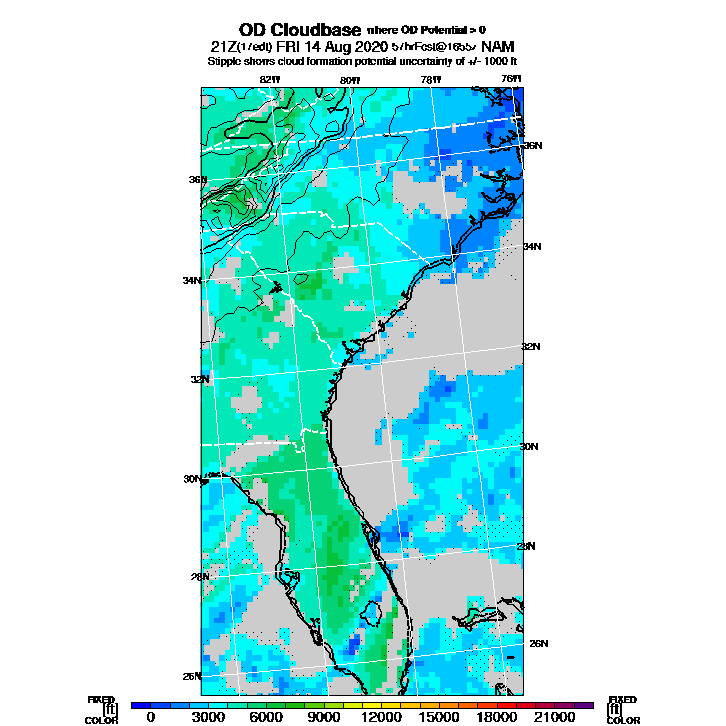 OD Cloudbase where OD Potential > 0
21Z(17edt) FRI 14 Aug 2020 57hrFcst@1655z NAM
Stipple shows cloud formation potential uncertainty of +/- 1000 ft
82W 80W 78W 76W
36N
36N
34N
34N
32N
32N
30N
30N
28N
28N
26N
26N
FIXED FIXED
[ft] [ft]
COLOR COLOR
0 3000 6000 9000 12000 15000 18000 21000